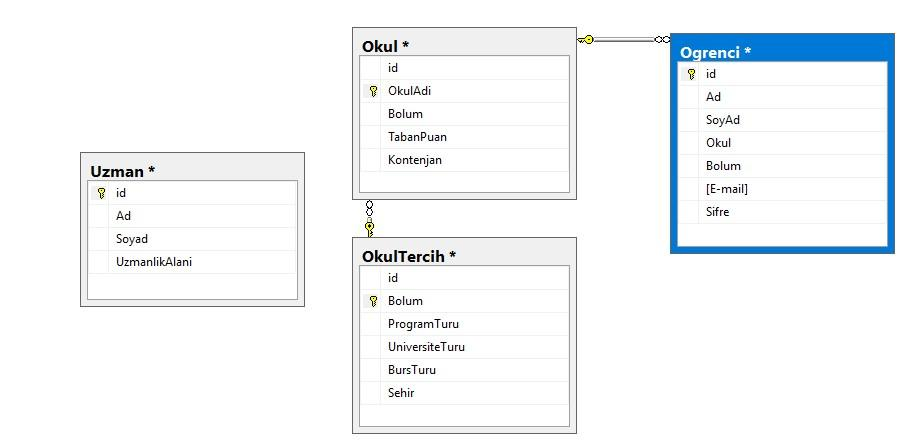 Okul *
id
OkulAdi
Bolum
TabanPuan
Kontenjan
Ogrenci *
id
Ad
SoyAd
Okul
Bolum
[E-mail]
Sifre
Uzman *
id
Ad
Soyad
UzmanlikAlani
OkulTercih *
id
Bolum
ProgramTuru
UniversiteTuru
BursTuru
Sehir